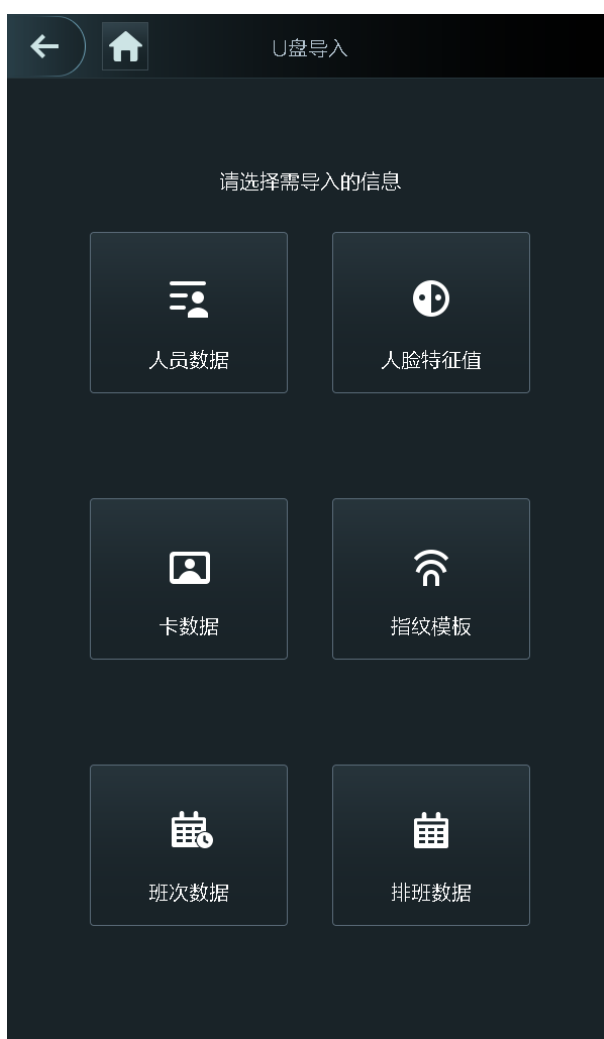 U盘导入
请选择需导入的信息
人员数据
人脸特征值
卡数据
指纹模板
班次数据
排班数据